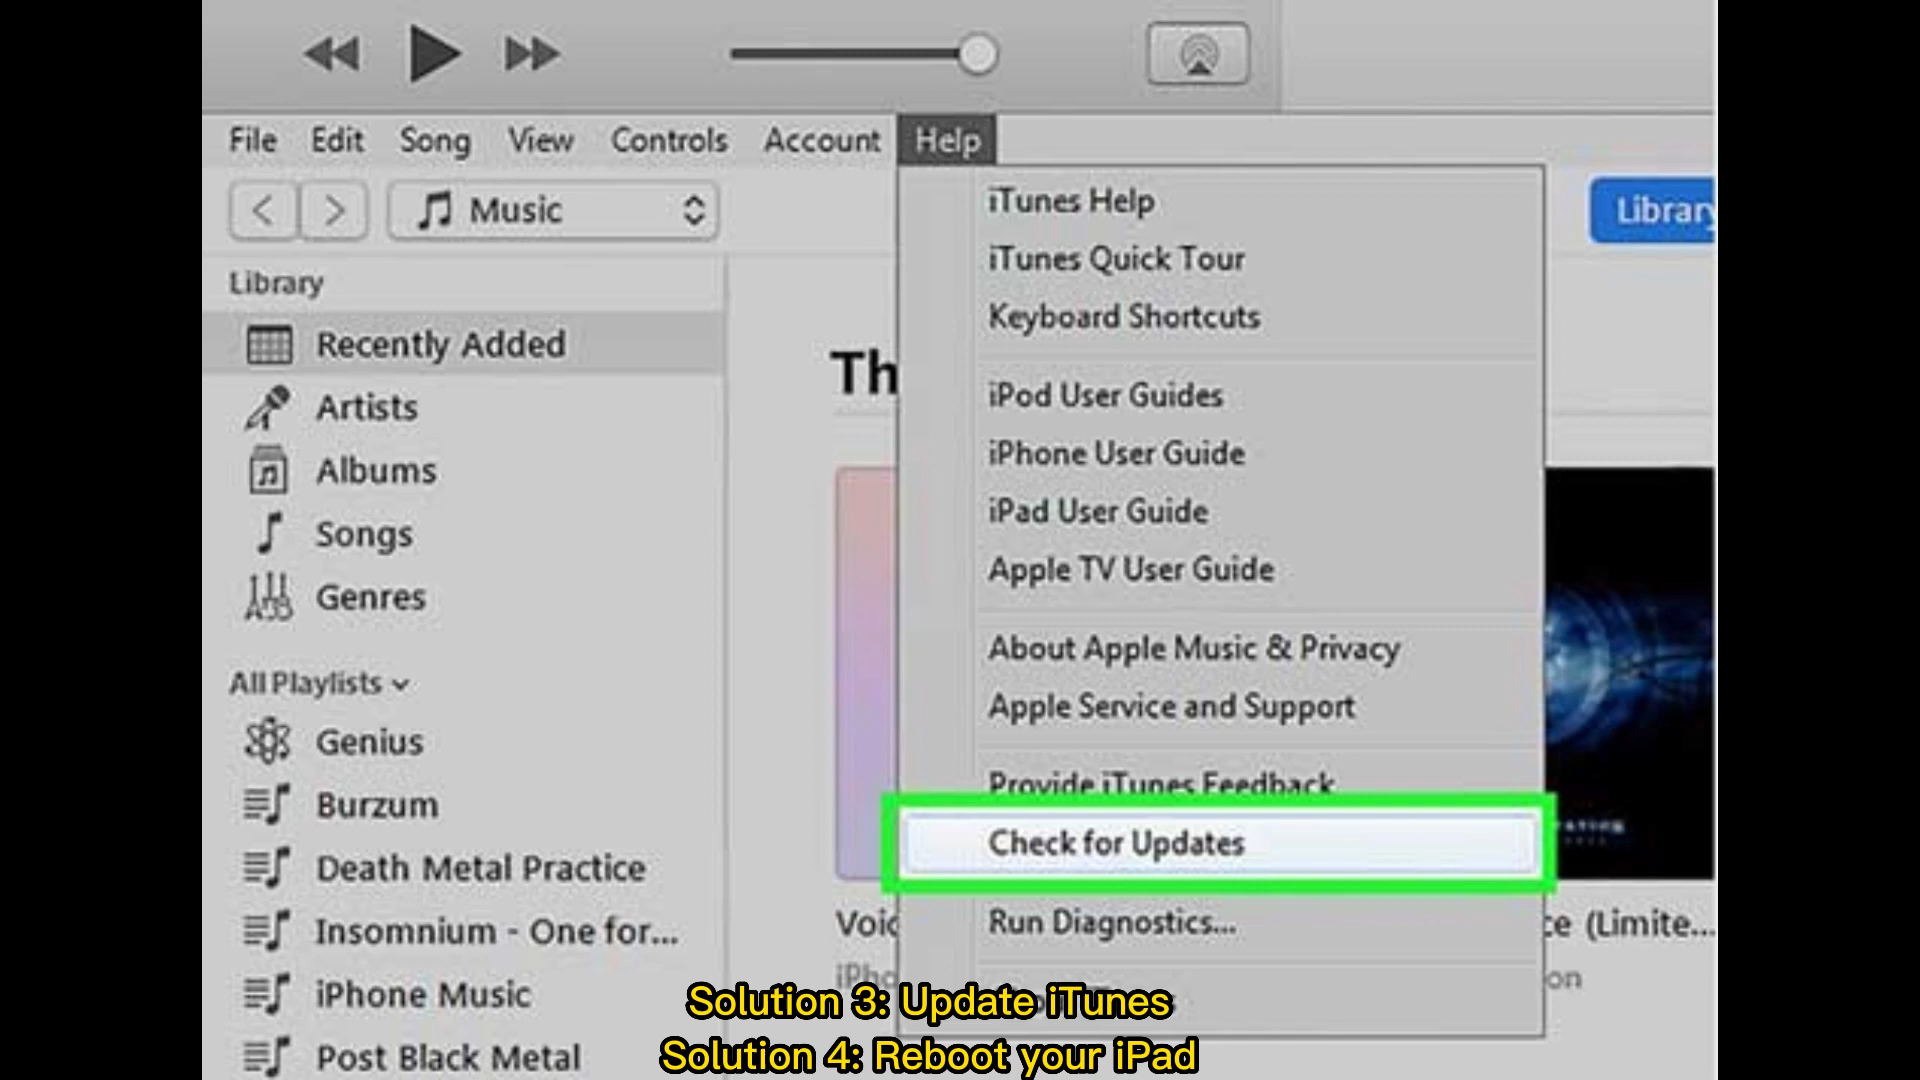 File Edit Song View Controls Account Help
Music
Library
Library
Recently Added
Artists
Albums
Songs
Genres
All Playlists
Genius
Burzum
Death Metal Practice
Insomnium - One for...
iPhone Music
Post Black Metal
Th
iTunes Help
iTunes Quick Tour
Keyboard Shortcuts
iPod User Guides
iPhone User Guide
iPad User Guide
Apple TV User Guide
About Apple Music & Privacy
Apple Service and Support
Provide iTunes Feedback
Check for Updates
Run Diagnostics...
Voic
iPho
ce (Limite...
on
Solution 3: Update iTunes
Solution 4: Reboot your iPad